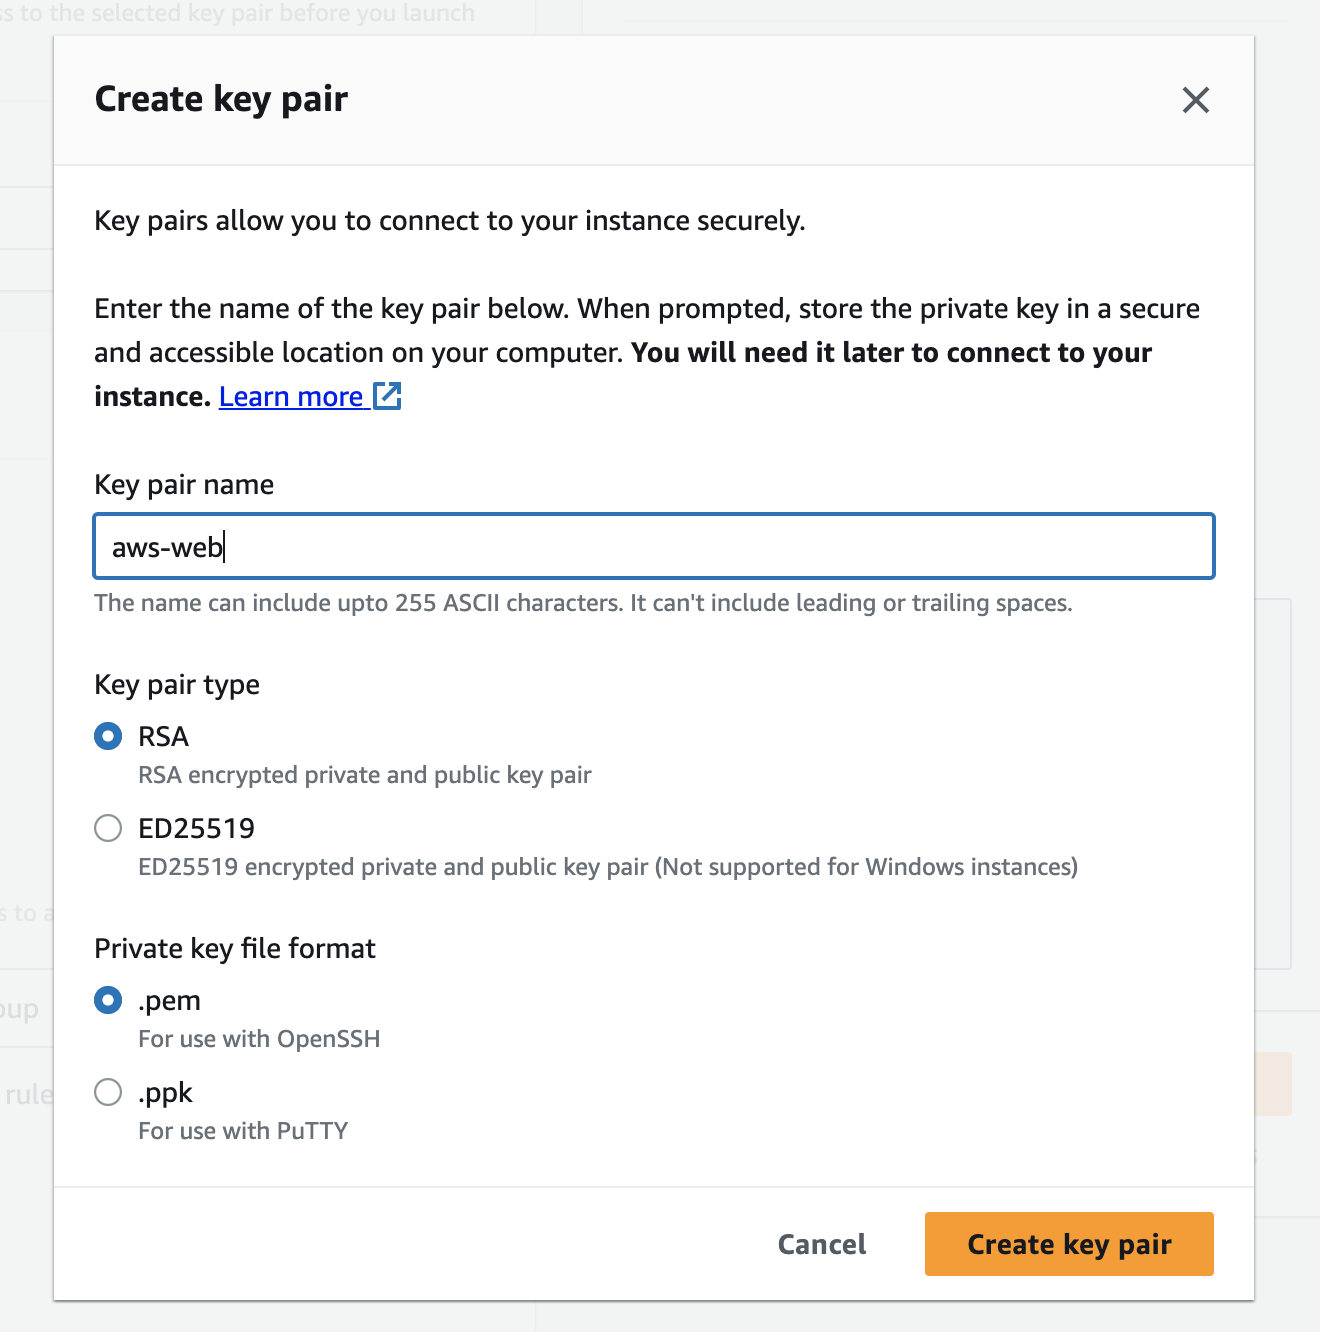 ss to the selected key pair before you launch
Create key pair
Key pairs allow you to connect to your instance securely.
Enter the name of the key pair below. When prompted, store the private key in a secure
and accessible location on your computer. You will need it later to connect to your
instance. Learn more
Key pair name
aws-web
The name can include upto 255 ASCII characters. It can't include leading or trailing spaces.
Key pair type
RSA
RSA encrypted private and public key pair
ED25519
ED25519 encrypted private and public key pair (Not supported for Windows instances)
s to a
Private key file format
.pem
oup
For use with OpenSSH
.ppk
rule
For use with PuTTY
s
Cancel
Create key pair